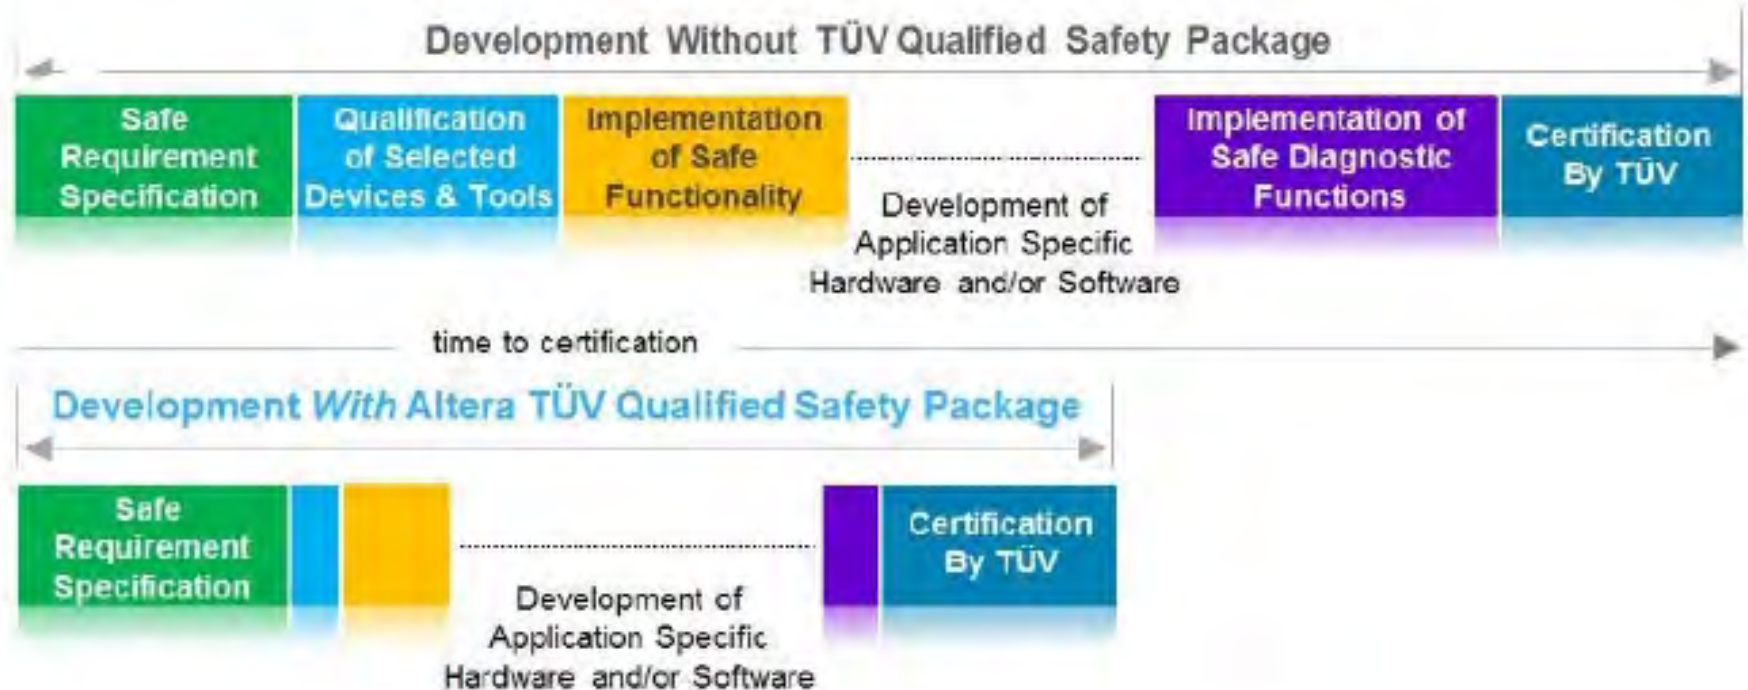 Development Without TÜV Qualified Safety Package
Safe
Requirement
Specification
Qualification
of Selected
Devices & Tools
Implementation
of Safe
Functionality
Development of
Application Specific
Hardware and/or Software
Implementation of
Safe Diagnostic
Functions
Certification
By TÜV
time to certification
Development With Altera TÜV Qualified Safety Package
Safe
Requirement
Specification
Development of
Application Specific
Hardware and/or Software
Certification
By TÜV